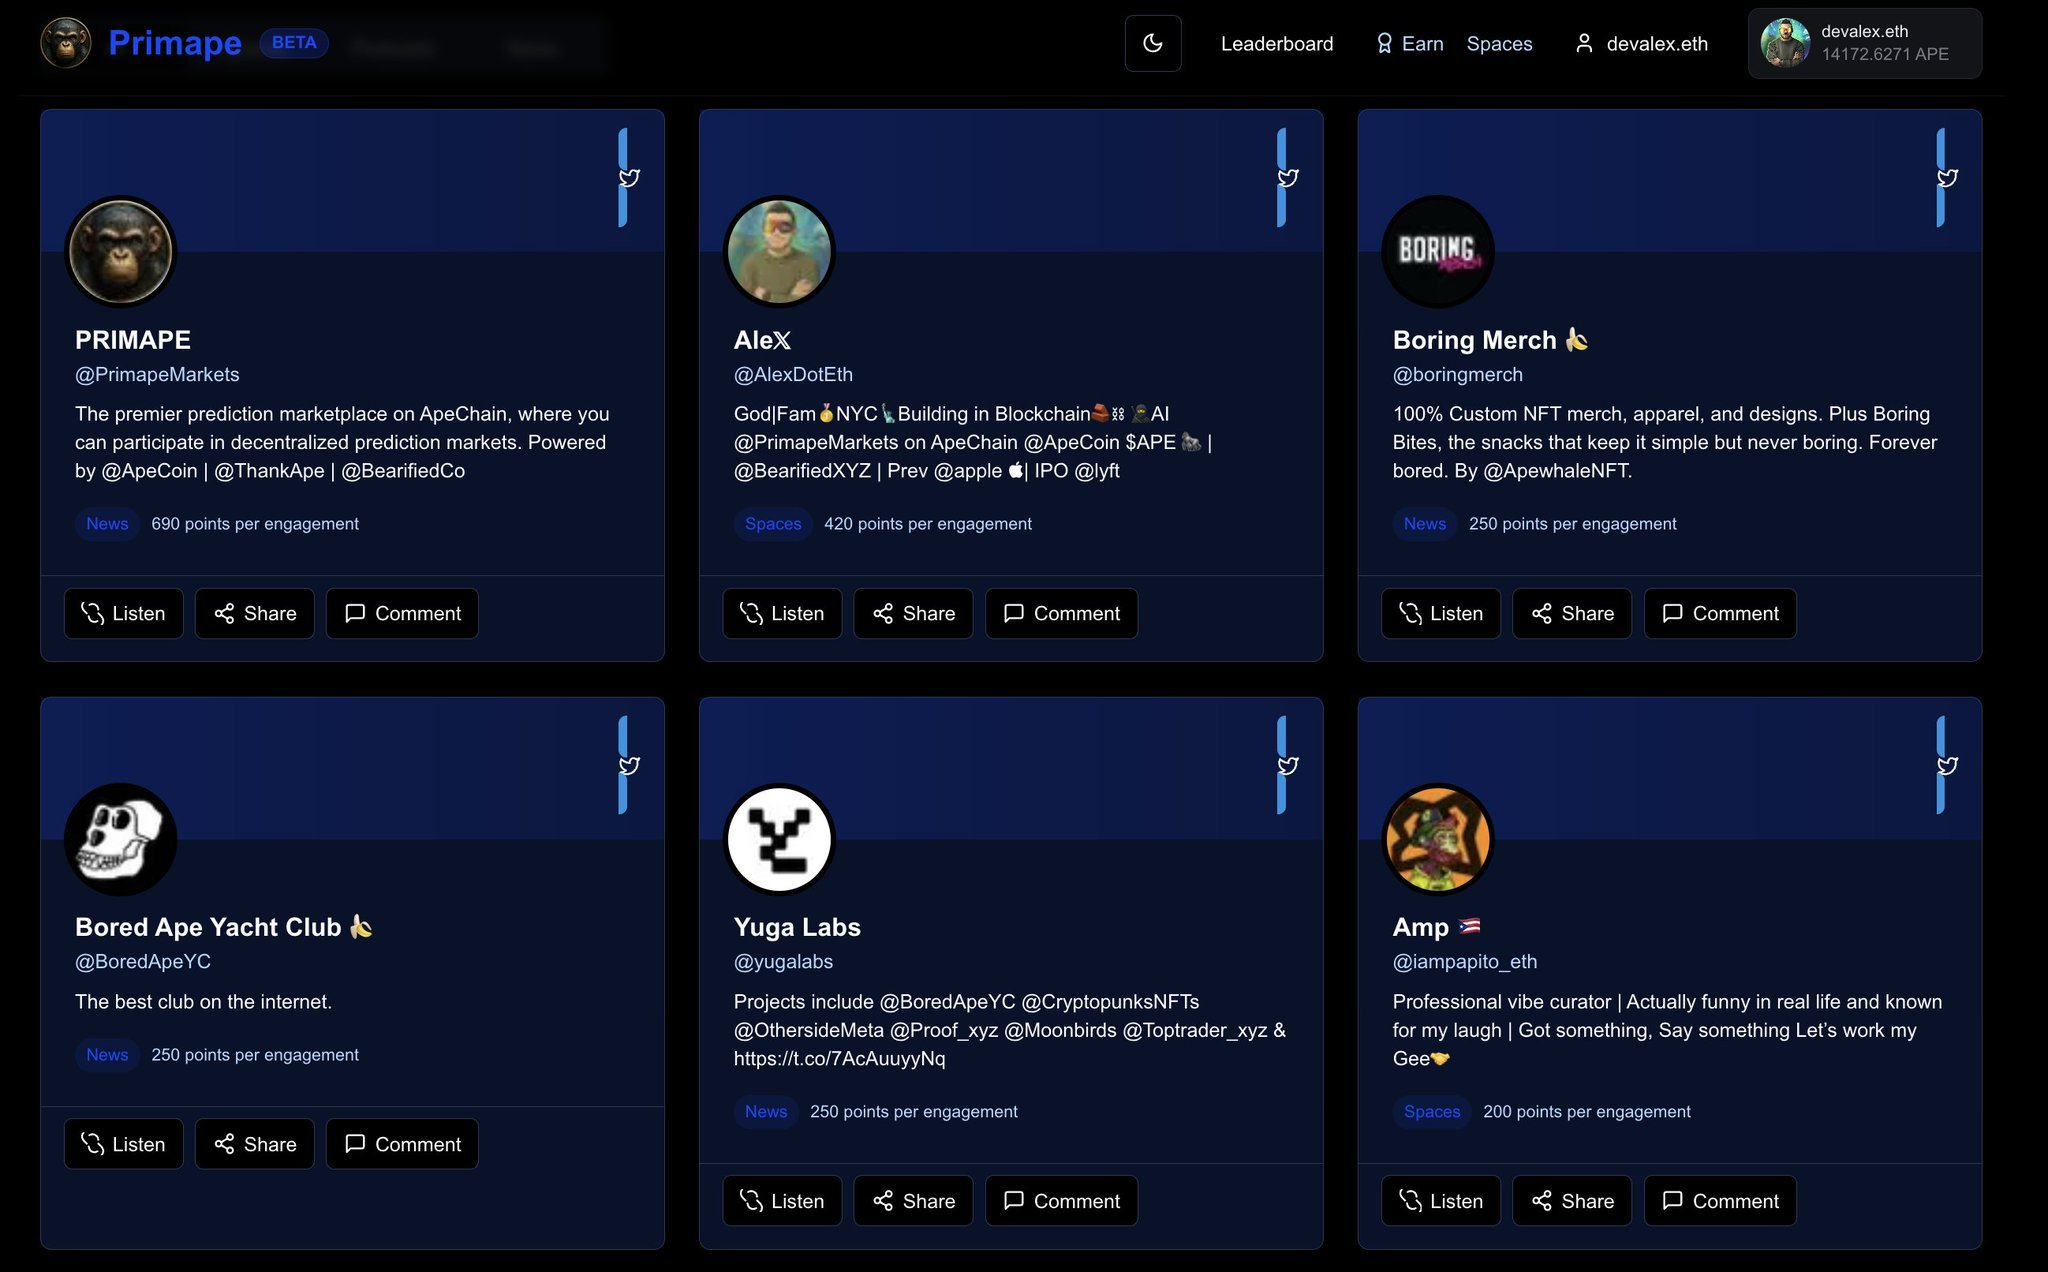 Primape BETA
Leaderboard Earn Spaces devalex.eth
devalex.eth
14172.6271 APE
PRIMAPE
@PrimapeMarkets
The premier prediction marketplace on ApeChain, where you
can participate in decentralized prediction markets. Powered
by @ApeCoin | @ThankApe | @BearifiedCo
News 690 points per engagement
Listen Share Comment
Ale𝕏
@AlexDotEth
God|Fam🥇NYC🗽Building in Blockchain🧱⛓️ 🥷AI
@PrimapeMarkets on ApeChain @ApeCoin $APE🦍 |
@BearifiedXYZ | Prev @apple | IPO @lyft
Spaces 420 points per engagement
Listen Share Comment
BORING
Boring Merch 🍌
@boringmerch
100% Custom NFT merch, apparel, and designs. Plus Boring
Bites, the snacks that keep it simple but never boring. Forever
bored. By @ApewhaleNFT.
News 250 points per engagement
Listen Share Comment
Bored Ape Yacht Club 🍌
@BoredApeYC
The best club on the internet.
News 250 points per engagement
Listen Share Comment
Yuga Labs
@yugalabs
Projects include @BoredApeYC @CryptopunksNFTs
@OthersideMeta @Proof_xyz @Moonbirds @Toptrader_xyz &
https://t.co/7AcAuuyyNq
News 250 points per engagement
Listen Share Comment
Amp 🇵🇷
@iampapito_eth
Professional vibe curator | Actually funny in real life and known
for my laugh | Got something, Say something Let's work my
Gee🤝
Spaces 200 points per engagement
Listen Share Comment